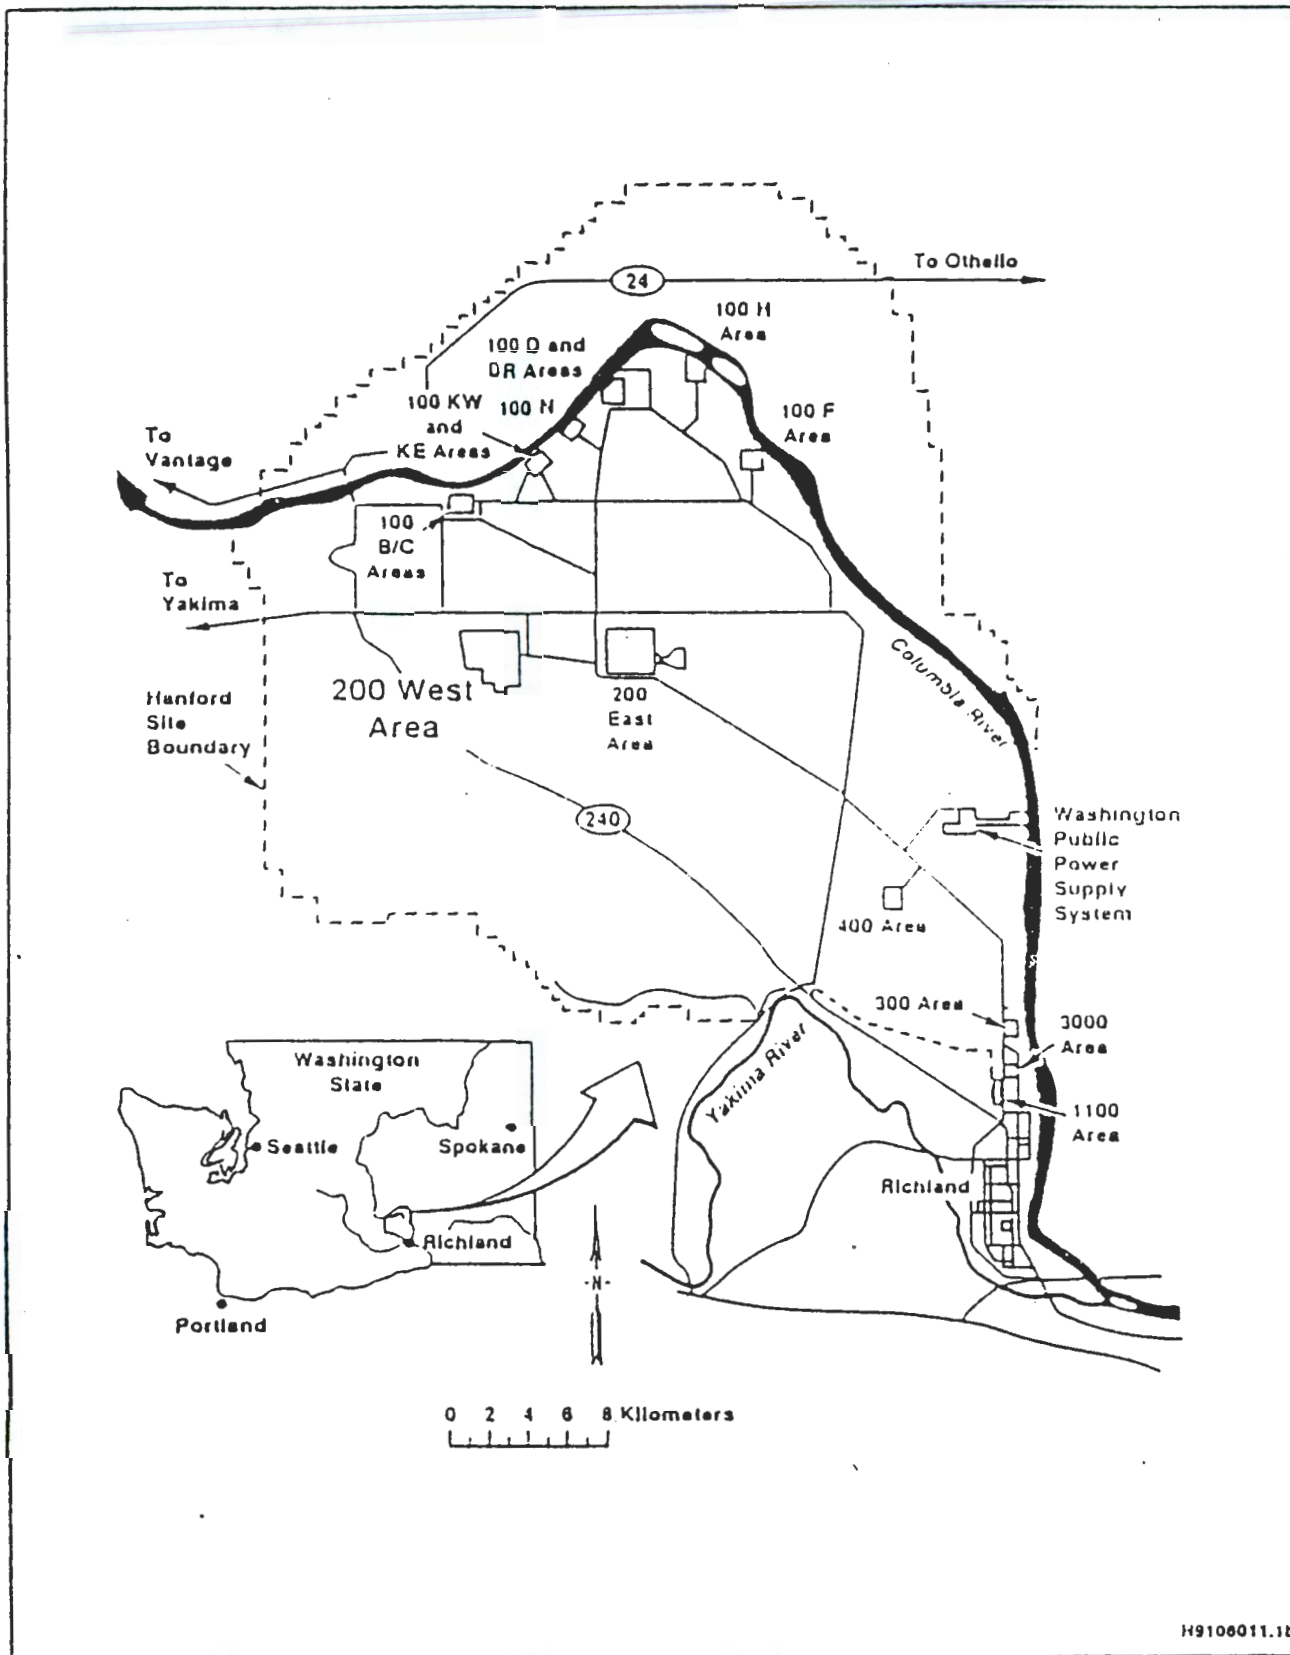 To Othello
24
100 H
Area
100 D and
DR Areas
100 KW
and
KE Areas
100 N
100 F
Area
To
Vantage
100
B/C
Areas
To
Yakima
200 West
Area
200
East
Area
Columbia River
Hanford
Site
Boundary
240
Washington
Public
Power
Supply
System
400 Area
300 Area
3000
Area
1100
Area
Yakima River
Richland
Washington
State
Seattle
Spokane
Richland
Portland
-N-
0 2 4 6 8 Kilometers